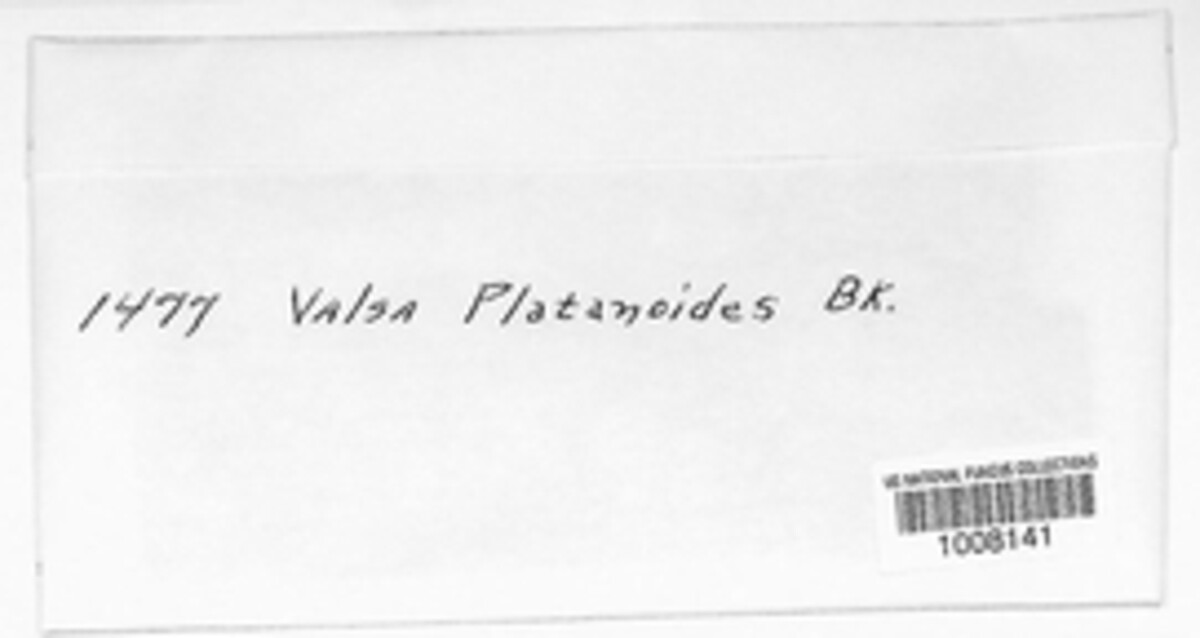 1477 Valsa Platanoides BK.
US NATIONAL FUNGUS COLLECTIONS
1008141